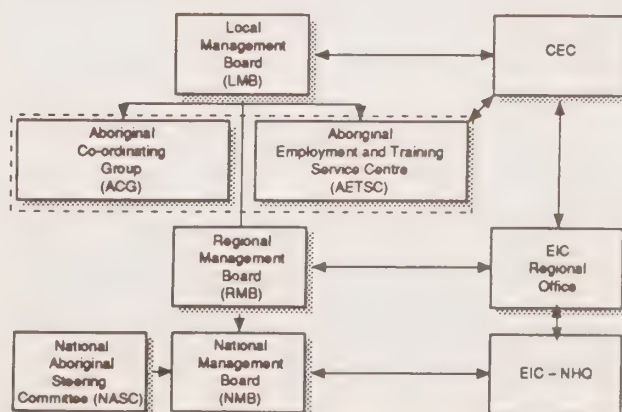 Local
Management
Board
(LMB)
CEC
Aboriginal
Co-ordinating
Group
(ACG)
Aboriginal
Employment and Training
Service Centre
(AETSC)
Regional
Management
Board
(RMB)
EIC
Regional
Office
National
Aboriginal
Steering
Committee (NASC)
National
Management
Board
(NMB)
EIC – NHQ